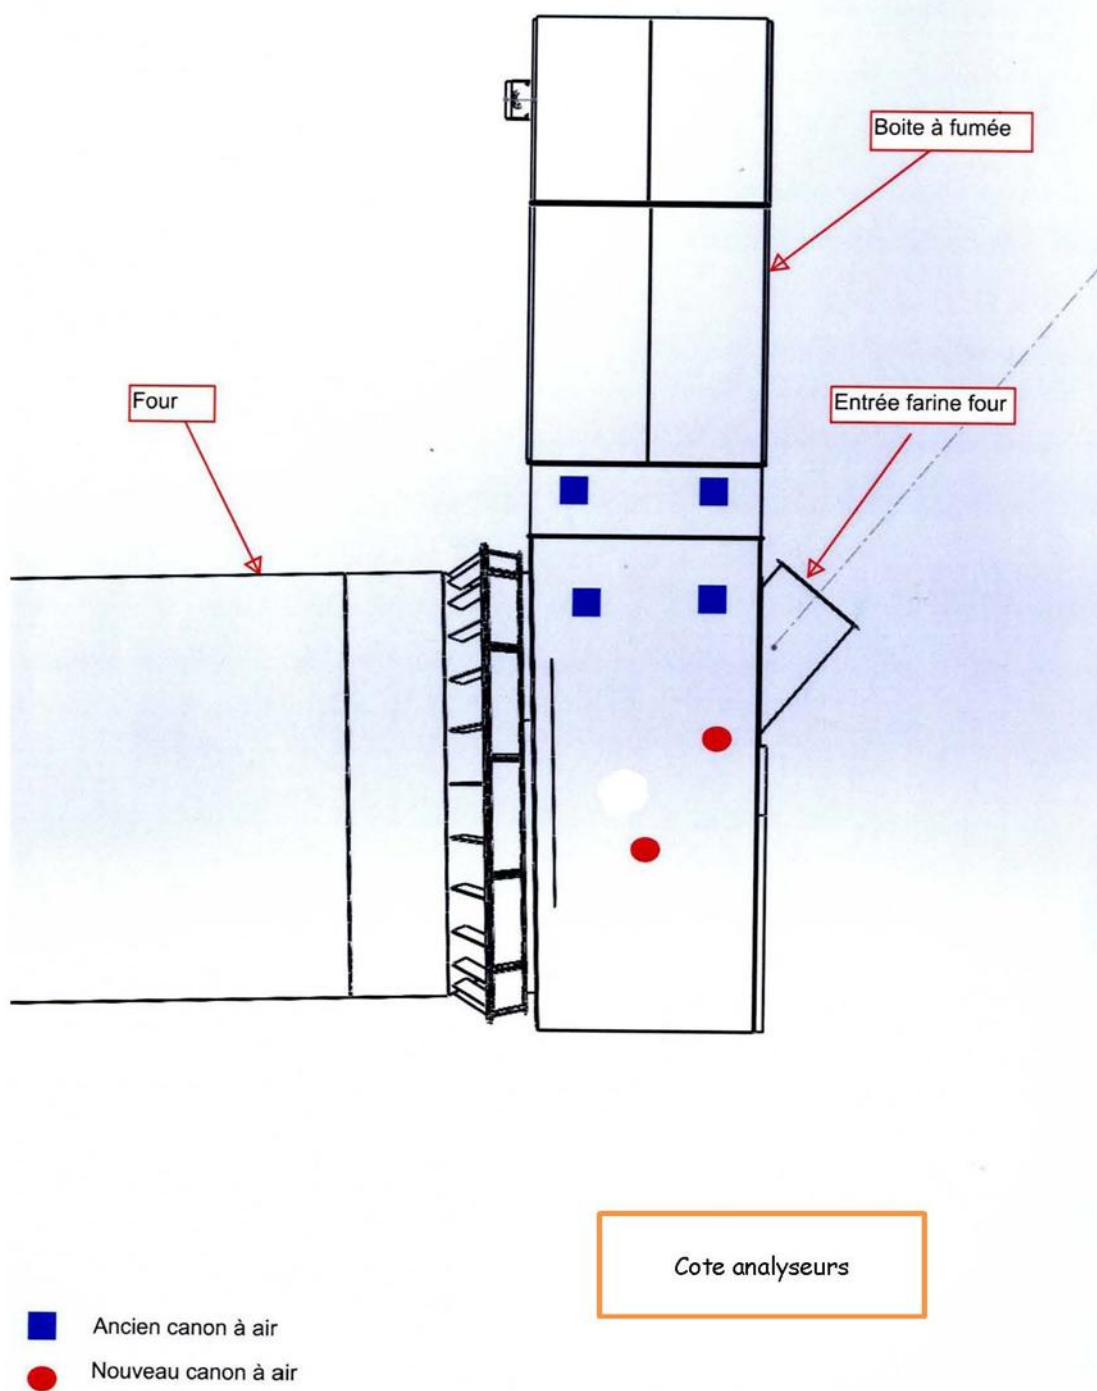 Boite à fumée
Four
Entrée farine four
Cote analyseurs
Ancien canon à air
Nouveau canon à air